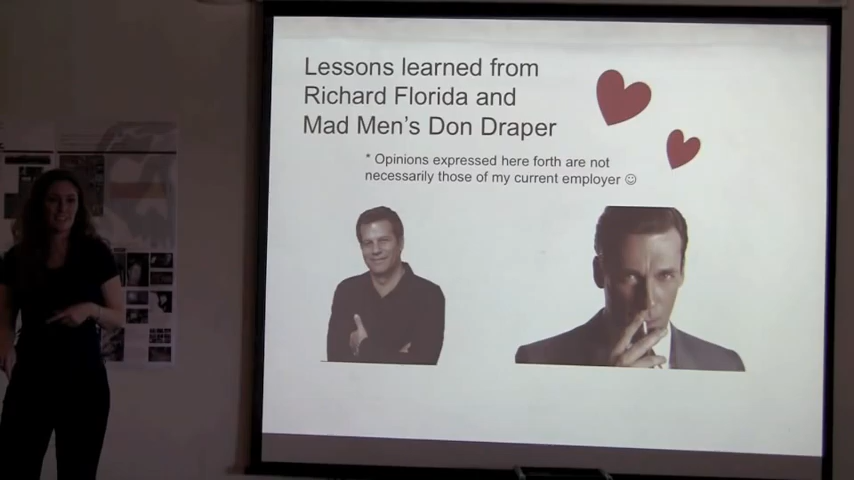 Lessons learned from
Richard Florida and
Mad Men's Don Draper
* Opinions expressed here forth are not
necessarily those of my current employer ☺